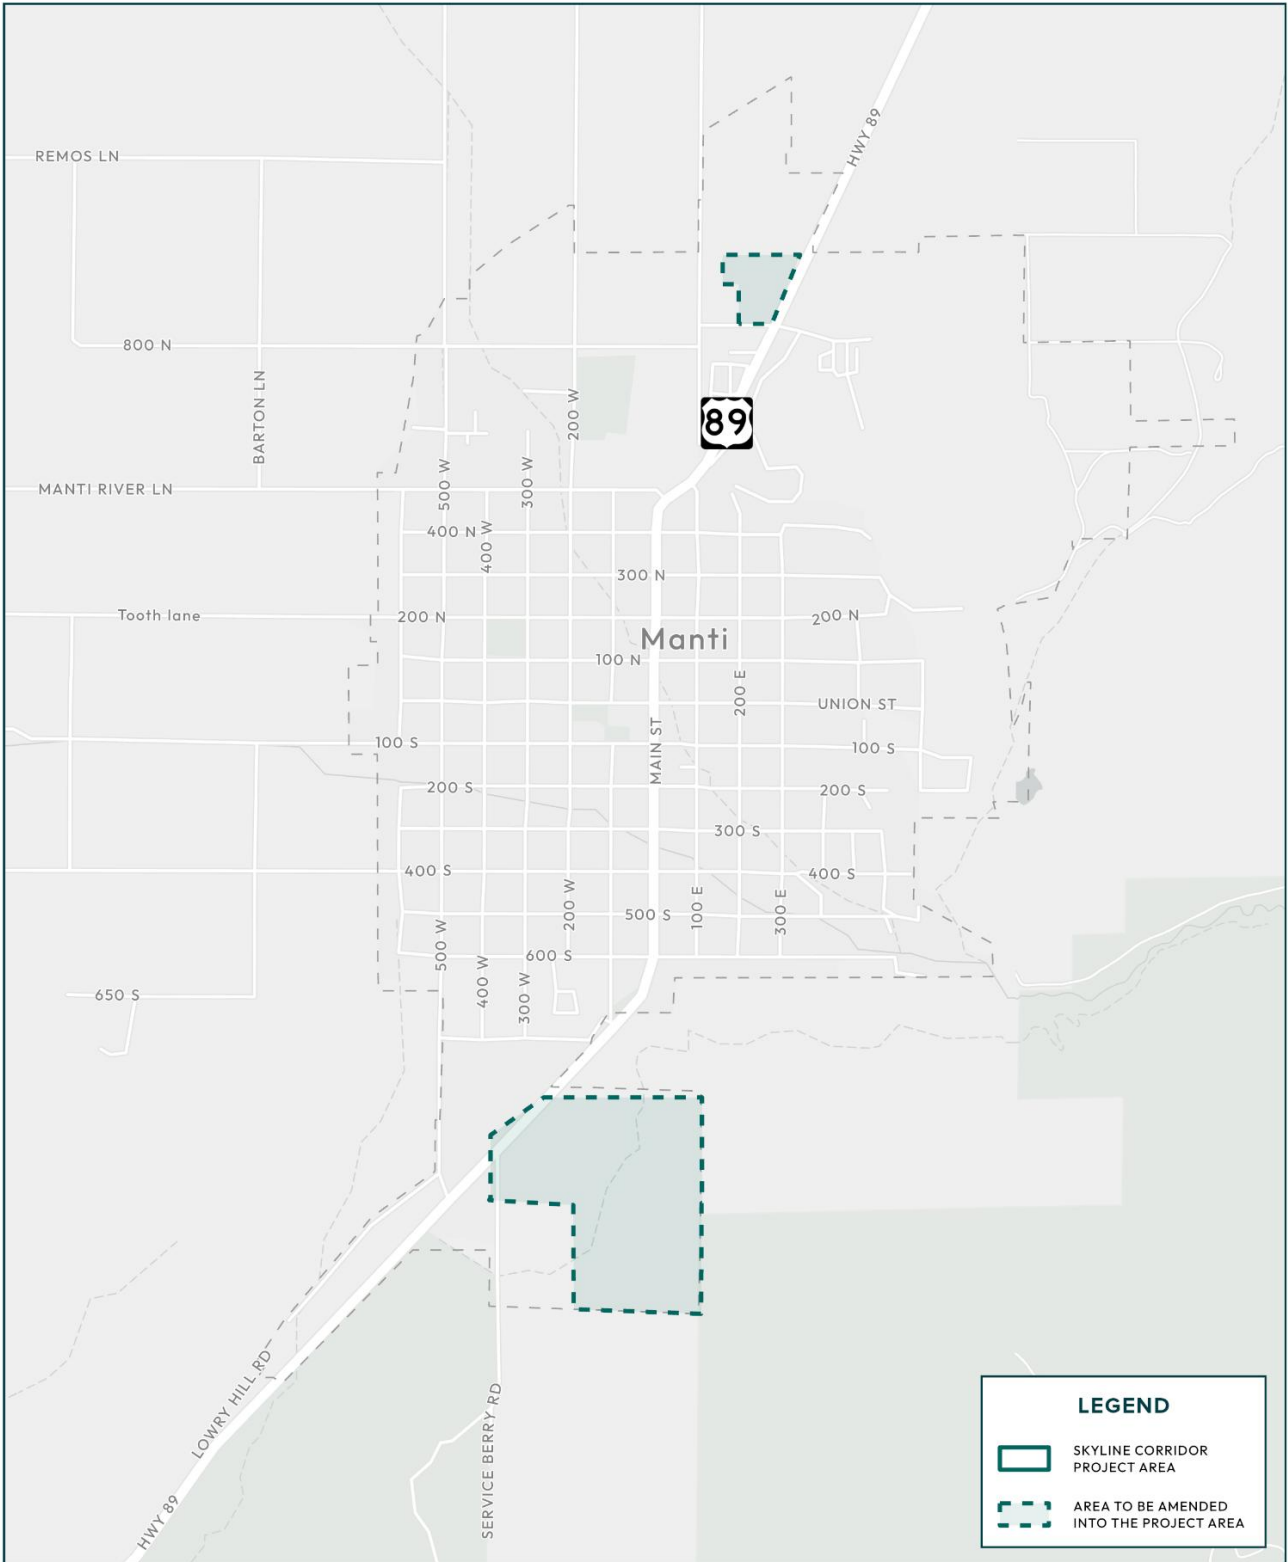 HWY 89
REMOS LN
800 N
BARTON LN
200 W
89
MANTI RIVER LN
500 W
300 W
400 N
400 W
300 N
Tooth lane
200 N
200 N
Manti
100 N
200 E
UNION ST
MAIN ST
100 S
100 S
200 S
200 S
300 S
400 S
400 S
200 W
500 S
100 E
300 E
500 W
600 S
400 W
300 W
650 S
LOWRY HILL RD
SERVICE BERRY RD
HWY 89
LEGEND
SKYLINE CORRIDOR
PROJECT AREA
AREA TO BE AMENDED
INTO THE PROJECT AREA